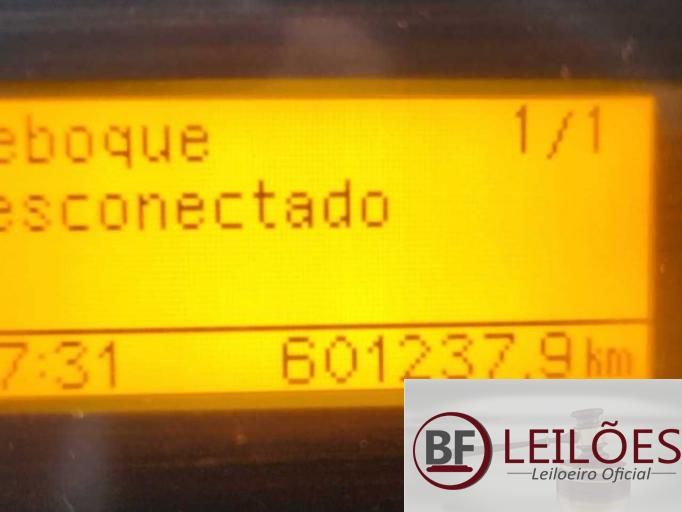 eboque 1/1
esconectado
7:31 601237.9 km
BF LEILÕES
Leiloeiro Oficial